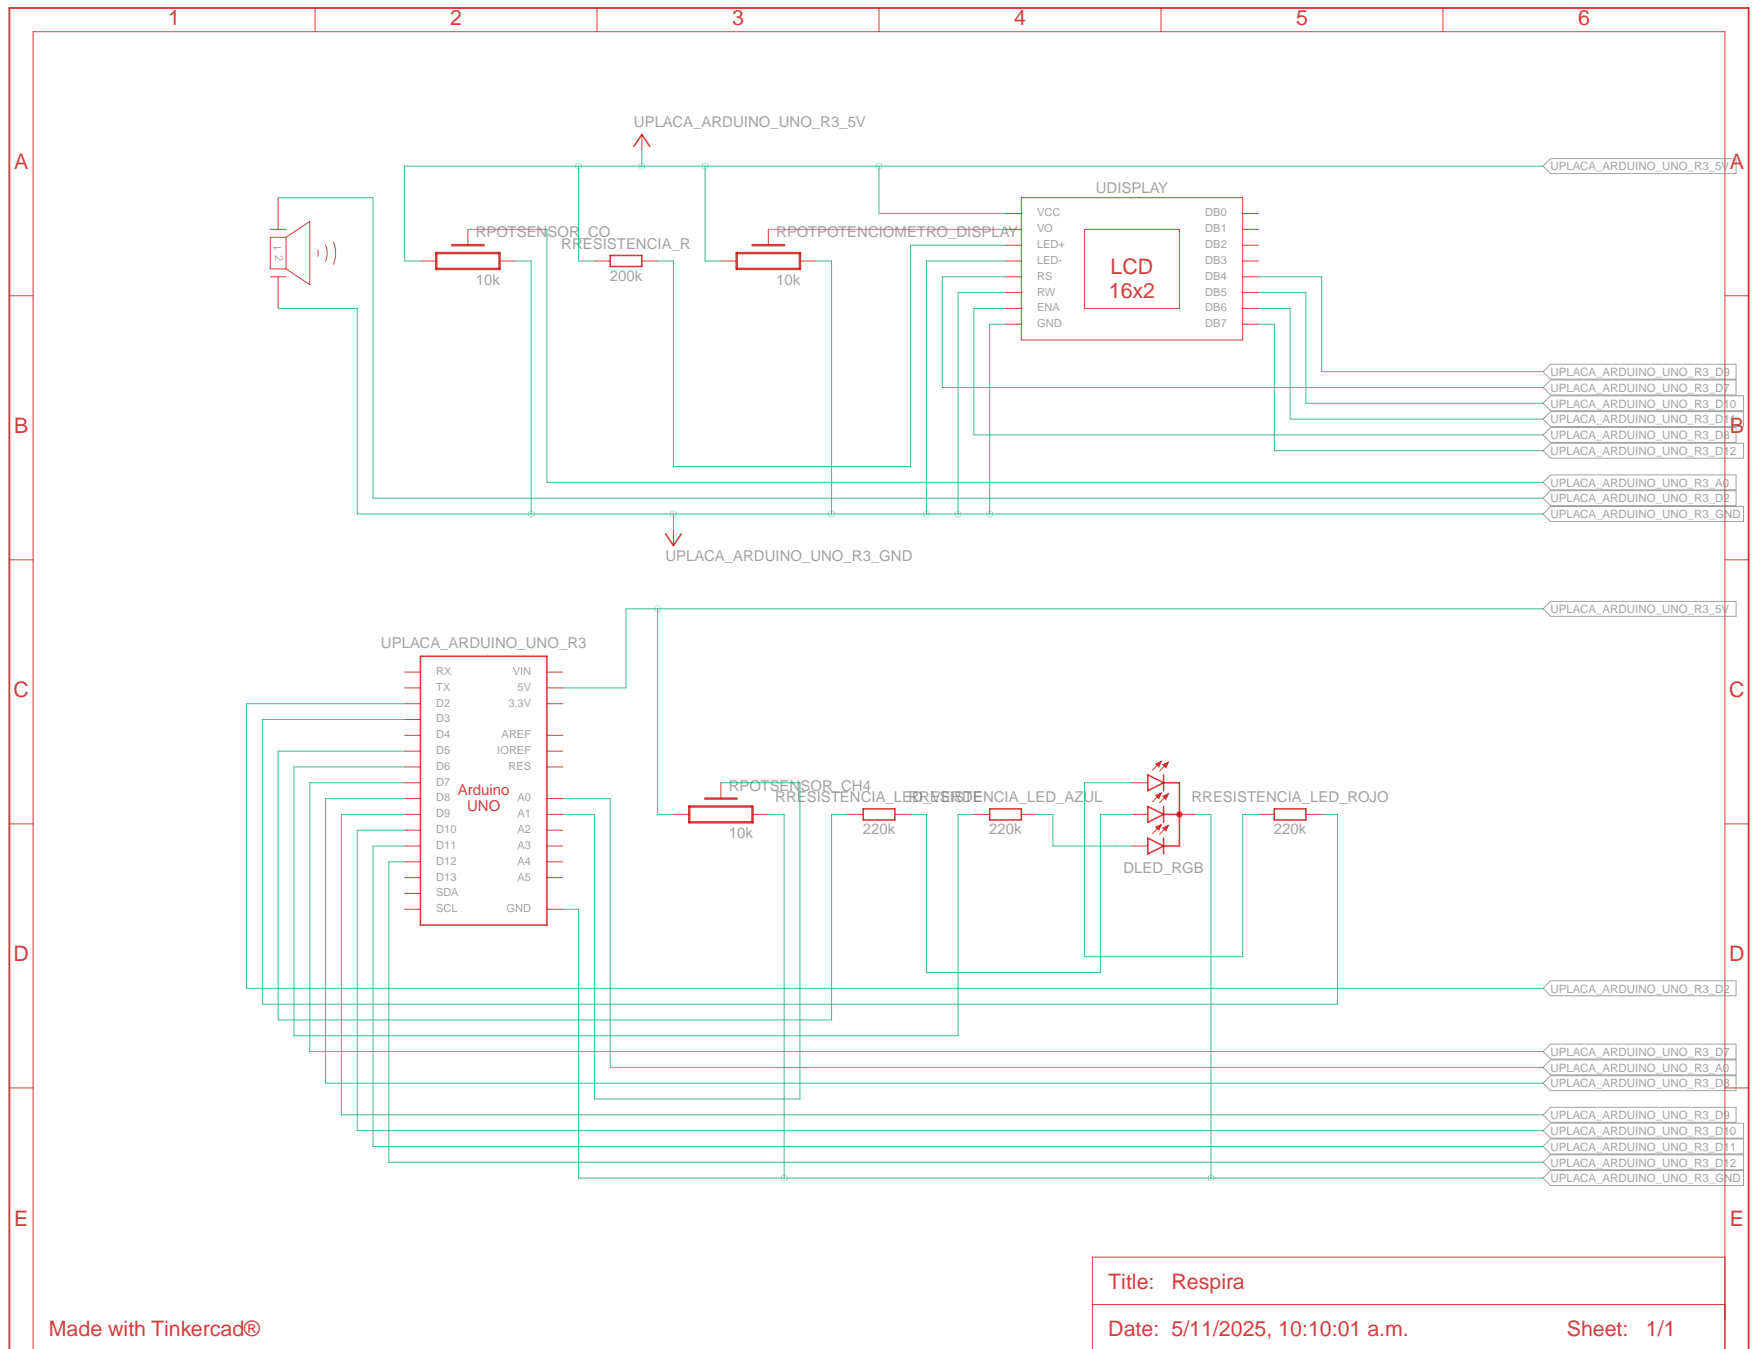 1 2 3 4 5 6
UPLACA_ARDUINO_UNO_R3_5V
A
UPLACA_ARDUINO_UNO_R3_5V
A
UDISPLAY
VCC DB0
VO DB1
LED+ DB2
LED- DB3
RS DB4
RW DB5
ENA DB6
GND DB7
LCD
16x2
1
2
RPOTSENSOR_CO
10k
RRESISTENCIA_R
200k
RPOTPOTENCIOMETRO_DISPLAY
10k
UPLACA_ARDUINO_UNO_R3_D9
UPLACA_ARDUINO_UNO_R3_D7
UPLACA_ARDUINO_UNO_R3_D10
B
UPLACA_ARDUINO_UNO_R3_D11
B
UPLACA_ARDUINO_UNO_R3_D8
UPLACA_ARDUINO_UNO_R3_D12
UPLACA_ARDUINO_UNO_R3_A0
UPLACA_ARDUINO_UNO_R3_D2
UPLACA_ARDUINO_UNO_R3_GND
UPLACA_ARDUINO_UNO_R3_GND
UPLACA_ARDUINO_UNO_R3_5V
UPLACA_ARDUINO_UNO_R3
C C
RX VIN
TX 5V
D2 3.3V
D3
D4 AREF
D5 IOREF
D6 RES
D7
D8 A0
D9 A1
D10 A2
D11 A3
D12 A4
D13 A5
SDA
SCL GND
Arduino
UNO
RPOTSENSOR_CH4
10k
RRESISTENCIA_LED_VERDE
220k
RRESISTENCIA_LED_AZUL
220k
DLED_RGB
RRESISTENCIA_LED_ROJO
220k
D D
UPLACA_ARDUINO_UNO_R3_D2
UPLACA_ARDUINO_UNO_R3_D7
UPLACA_ARDUINO_UNO_R3_A0
UPLACA_ARDUINO_UNO_R3_D8
UPLACA_ARDUINO_UNO_R3_D9
UPLACA_ARDUINO_UNO_R3_D10
UPLACA_ARDUINO_UNO_R3_D11
UPLACA_ARDUINO_UNO_R3_D12
UPLACA_ARDUINO_UNO_R3_GND
E E
Title: Respira
Made with Tinkercad®
Date: 5/11/2025, 10:10:01 a.m. Sheet: 1/1